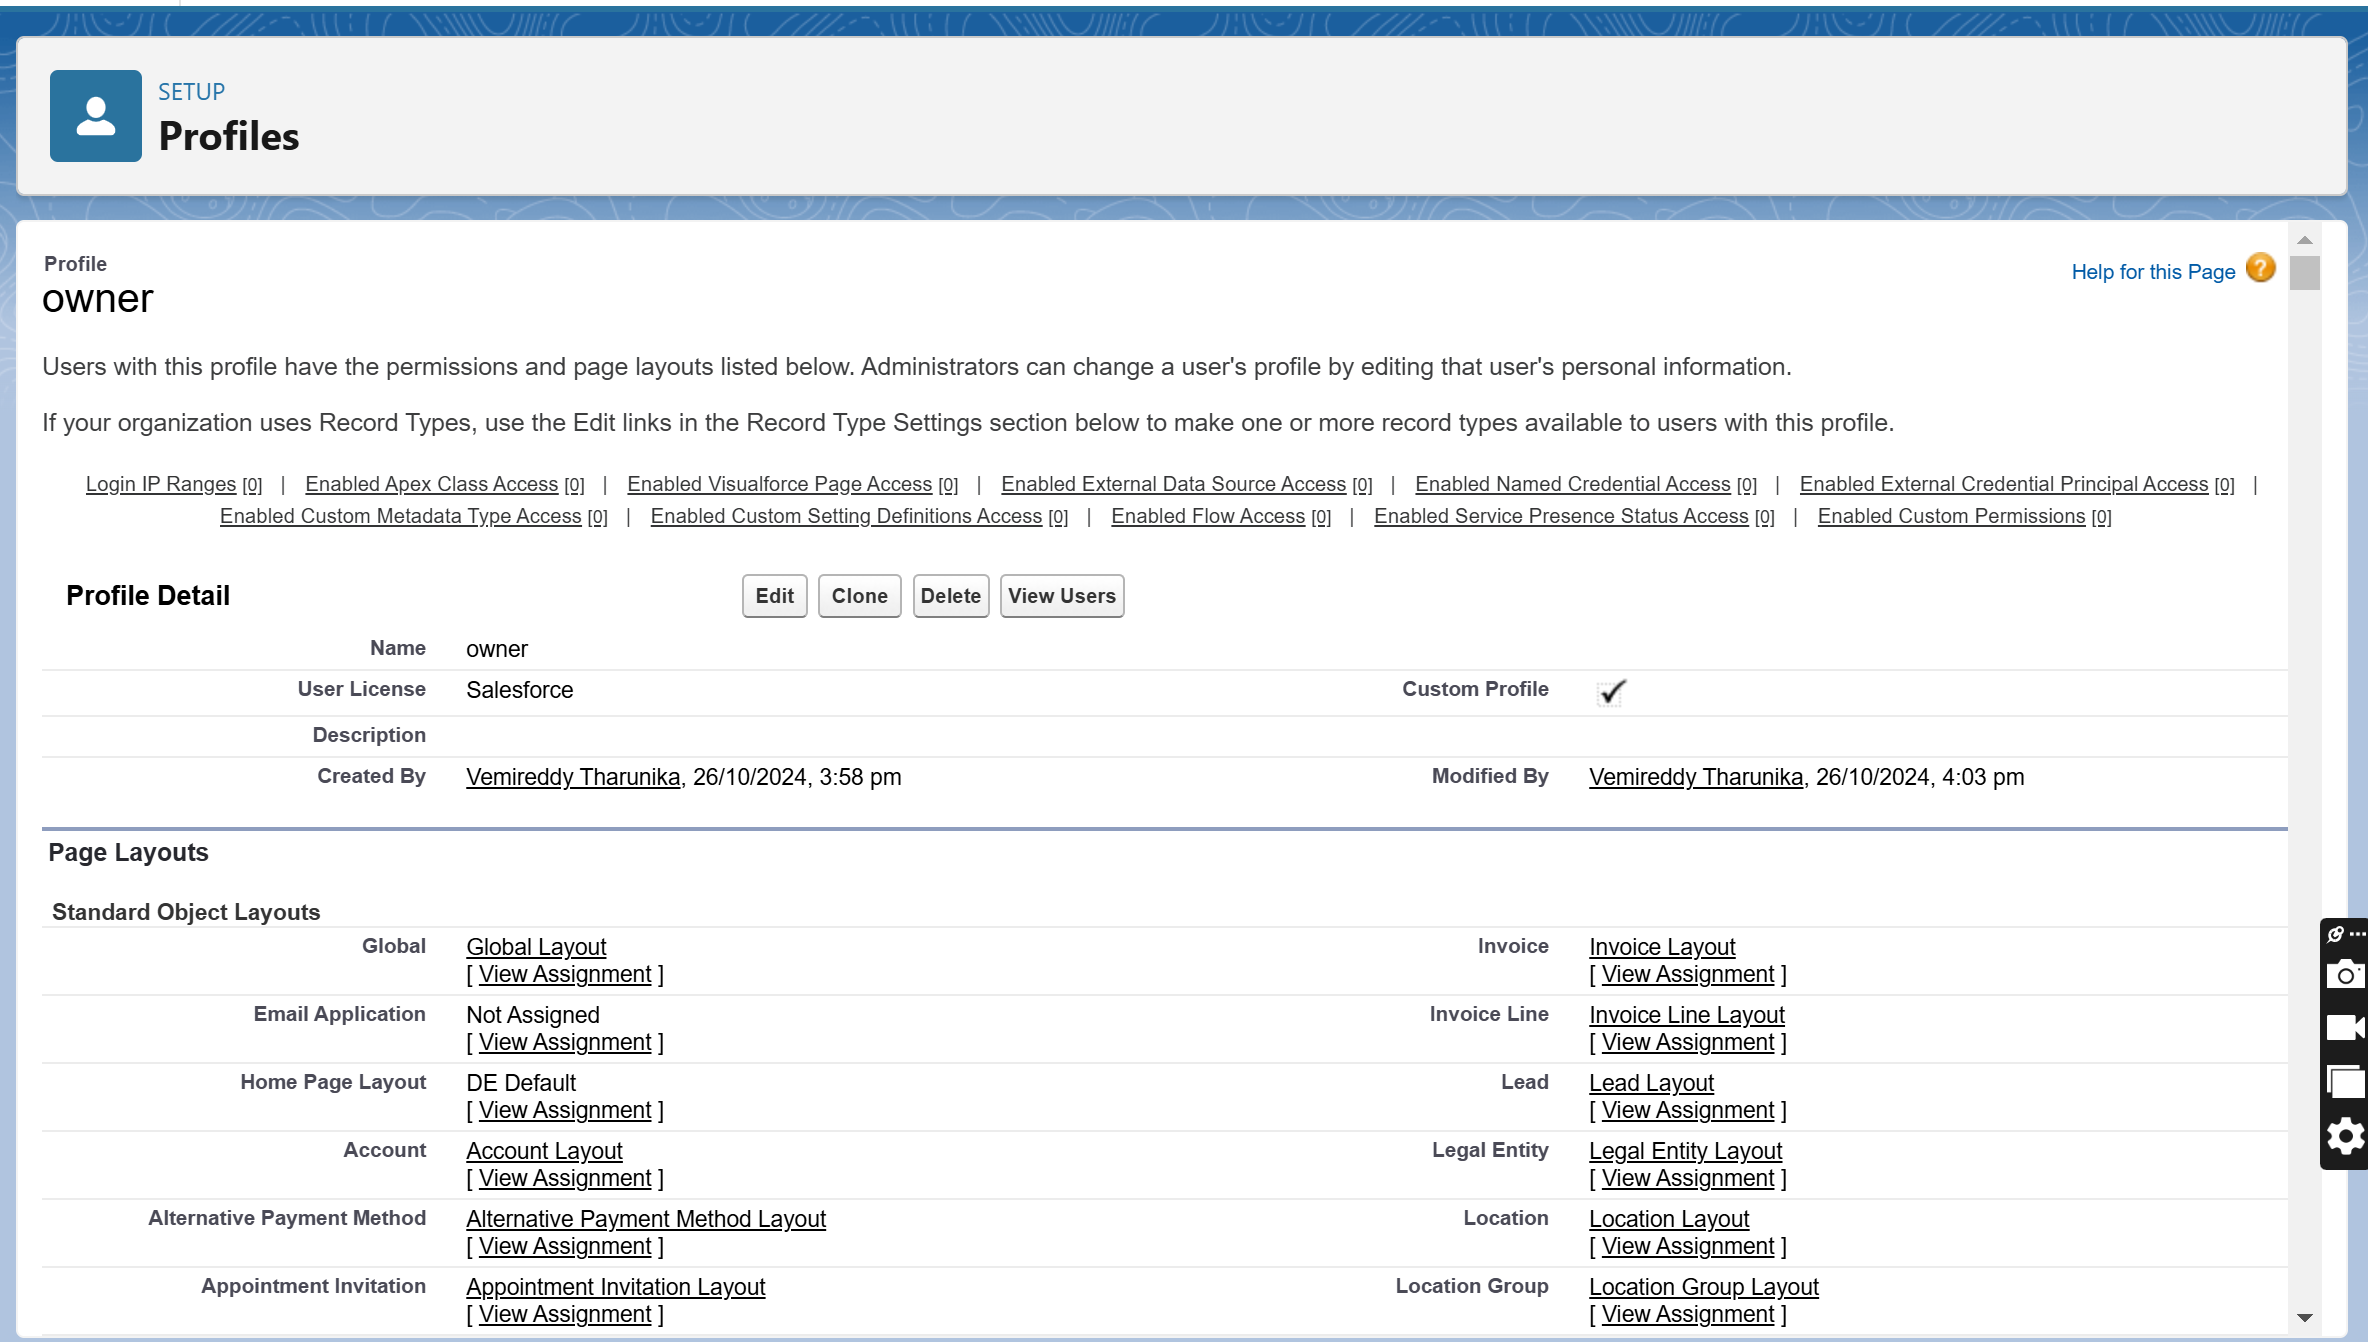 SETUP
Profiles
Profile
owner
Help for this Page
?
Users with this profile have the permissions and page layouts listed below. Administrators can change a user's profile by editing that user's personal information.
If your organization uses Record Types, use the Edit links in the Record Type Settings section below to make one or more record types available to users with this profile.
Login IP Ranges [0] | Enabled Apex Class Access [0] | Enabled Visualforce Page Access [0] | Enabled External Data Source Access [0] | Enabled Named Credential Access [0] | Enabled External Credential Principal Access [0] |
Enabled Custom Metadata Type Access [0] | Enabled Custom Setting Definitions Access [0] | Enabled Flow Access [0] | Enabled Service Presence Status Access [0] | Enabled Custom Permissions [0]
Profile Detail Edit Clone Delete View Users
Name owner
User License Salesforce Custom Profile
Description
Created By Vemireddy Tharunika, 26/10/2024, 3:58 pm Modified By Vemireddy Tharunika, 26/10/2024, 4:03 pm
Page Layouts
Standard Object Layouts
Global Global Layout Invoice Invoice Layout
[ View Assignment ] [ View Assignment ]
Email Application Not Assigned Invoice Line Invoice Line Layout
[ View Assignment ] [ View Assignment ]
Home Page Layout DE Default Lead Lead Layout
[ View Assignment ] [ View Assignment ]
Account Account Layout Legal Entity Legal Entity Layout
[ View Assignment ] [ View Assignment ]
Alternative Payment Method Alternative Payment Method Layout Location Location Layout
[ View Assignment ] [ View Assignment ]
Appointment Invitation Appointment Invitation Layout Location Group Location Group Layout
[ View Assignment ] [ View Assignment ]